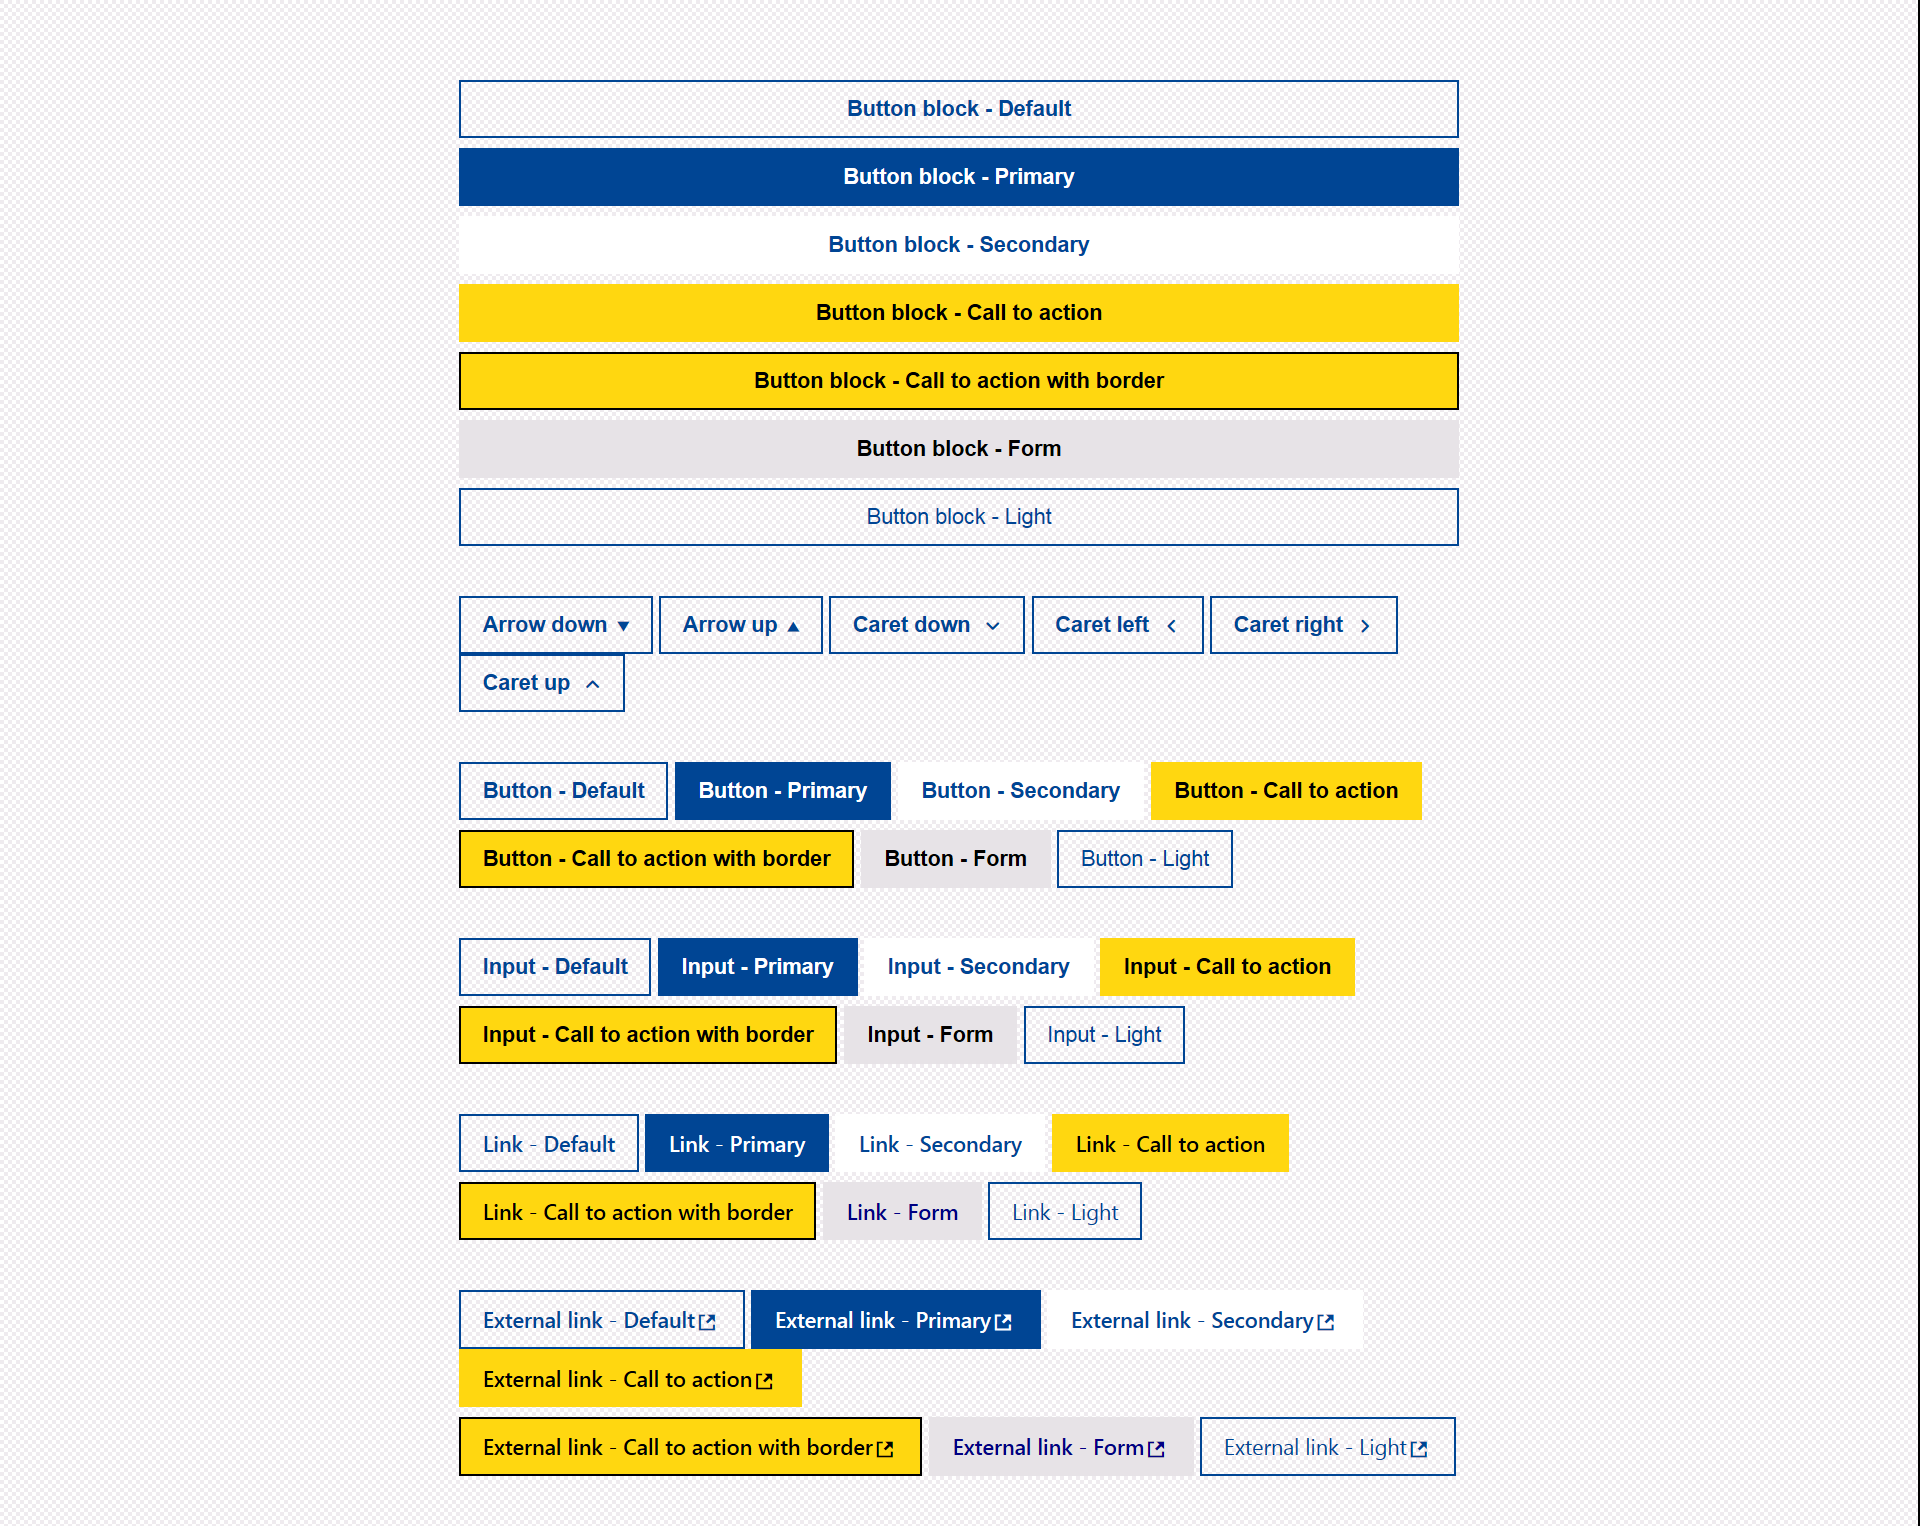 Button block - Default
Button block - Primary
Button block - Secondary
Button block - Call to action
Button block - Call to action with border
Button block - Form
Button block - Light
Arrow down Arrow up Caret down Caret left Caret right
Caret up
Button - Default Button - Primary Button - Secondary Button - Call to action
Button - Call to action with border Button - Form Button - Light
Input - Default Input - Primary Input - Secondary Input - Call to action
Input - Call to action with border Input - Form Input - Light
Link - Default Link - Primary Link - Secondary Link - Call to action
Link - Call to action with border Link - Form Link - Light
External link - Default External link - Primary External link - Secondary
External link - Call to action
External link - Call to action with border External link - Form External link - Light